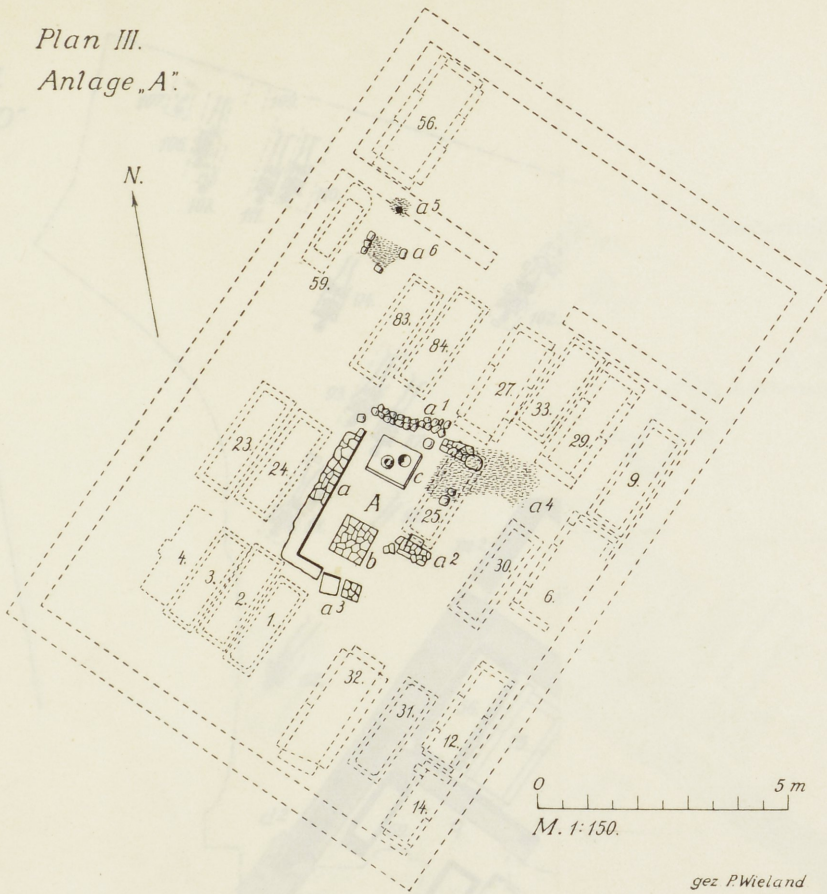 Plan III.
Anlage „A".
N.
56.
a5
a6
59.
83.
84.
a1
27.
33.
29.
23.
24.
a
c
A
9.
a4
25.
b
a2
30.
6.
4.
3.
2.
1.
a3
32.
31.
12.
14.
0 5 m
M. 1:150.
gez P.Wieland